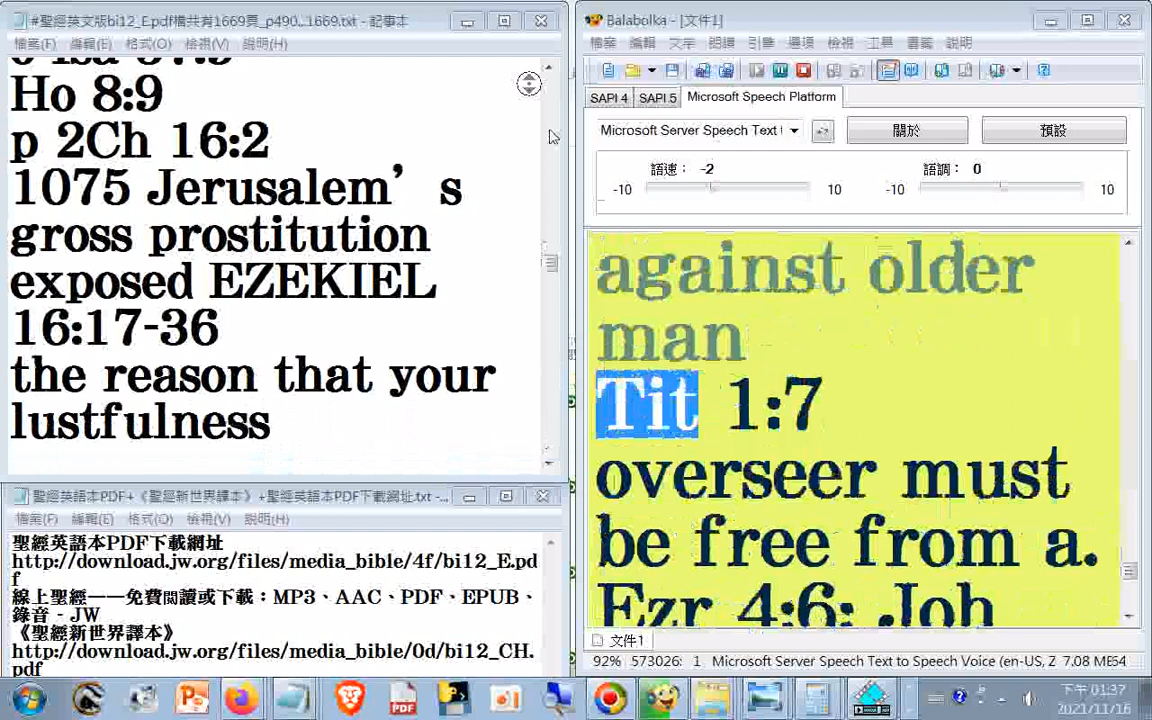 #聖經英文版bi12_E.pdf檔共有1669頁_p490...1669.txt - 記事本
檔案(F) 編輯(E) 格式(O) 檢視(V) 說明(H)
Ho 8:9
p 2Ch 16:2
1075 Jerusalem’s
gross prostitution
exposed EZEKIEL
16:17-36
the reason that your
lustfulness
聖經英語本PDF+《聖經新世界譯本》+聖經英語本PDF下載網址.txt - ...
檔案(F) 編輯(E) 格式(O) 檢視(V) 說明(H)
聖經英語本PDF下載網址
http://download.jw.org/files/media_bible/4f/bi12_E.pd
f
線上聖經——免費閱讀或下載：MP3、AAC、PDF、EPUB、
錄音 - JW
《聖經新世界譯本》
http://download.jw.org/files/media_bible/0d/bi12_CH.
pdf
Balabolka - [文件1]
檔案 編輯 文字 朗讀 引擎 選項 檢視 工具 書籤 說明
SAPI 4 SAPI 5 Microsoft Speech Platform
Microsoft Server Speech Text 關於 預設
語速： -2 語調： 0
-10 10 -10 10
against older
man
Tit 1:7
overseer must
be free from a.
Ezr 4:6; Joh
文件1
92% 573026: 1 Microsoft Server Speech Text to Speech Voice (en-US, Z 7.08 MB54
PDF
下午 01:37
2021/11/16